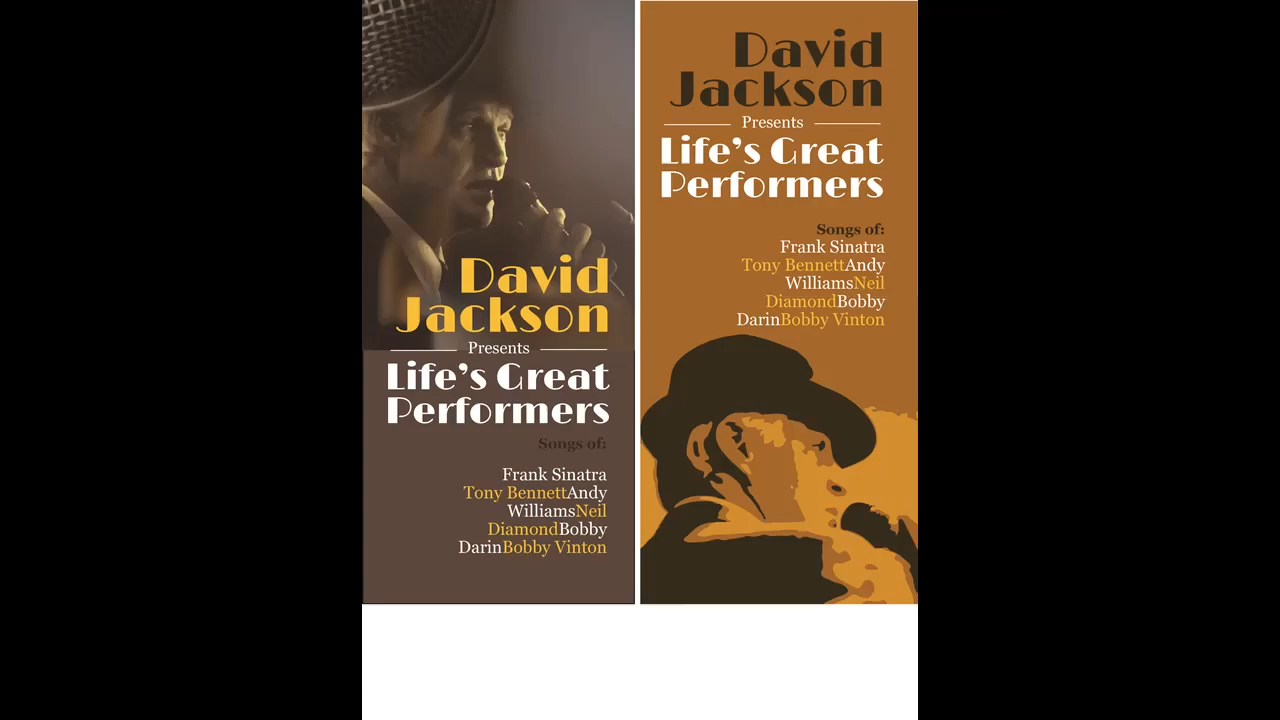 David
Jackson
Presents
Life's Great
Performers
Songs of:
Frank Sinatra
Tony BennettAndy
WilliamsNeil
DiamondBobby
DarinBobby Vinton
David
Jackson
Presents
Life's Great
Performers
Songs of:
Frank Sinatra
Tony BennettAndy
WilliamsNeil
DiamondBobby
DarinBobby Vinton